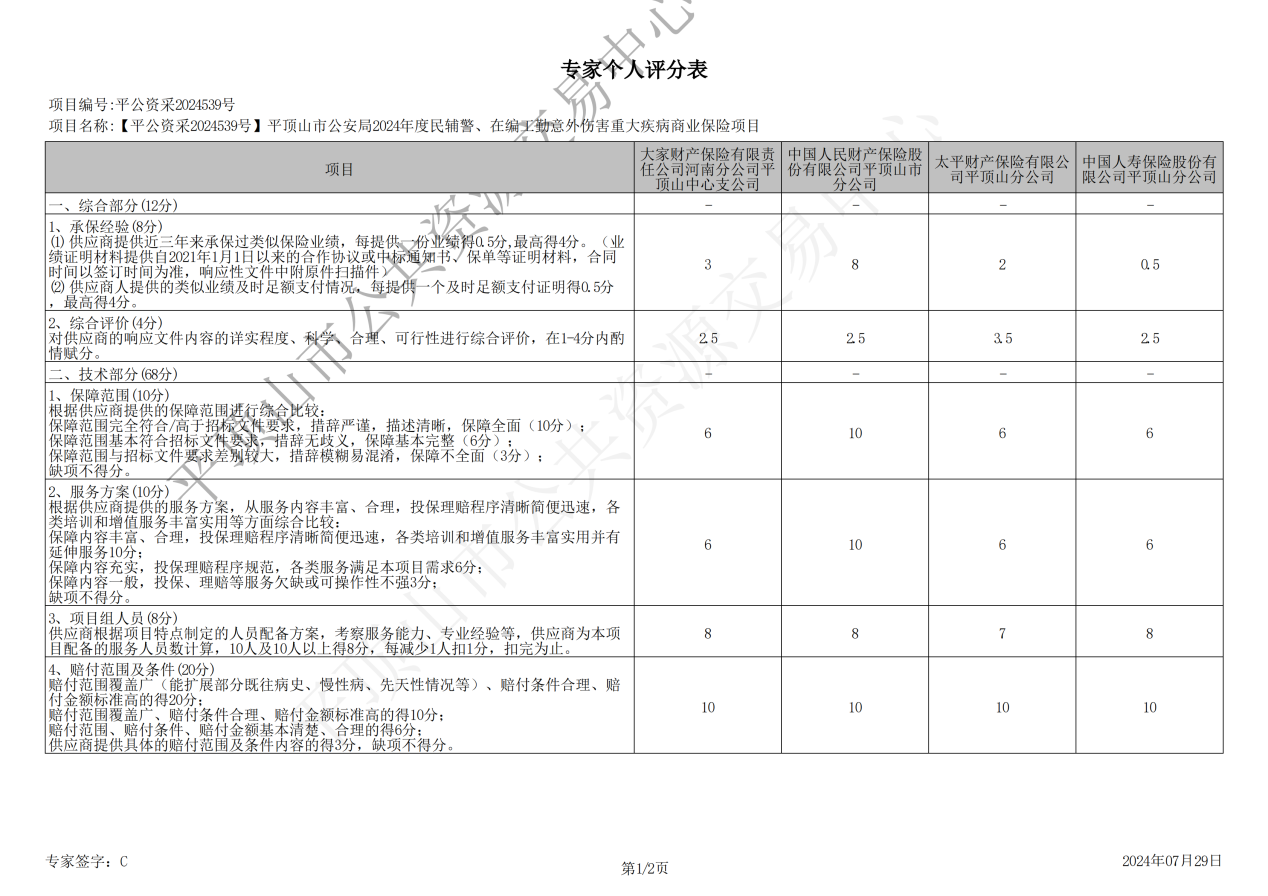 专家个人评分表
项目编号:平公资采2024539号
项目名称:【平公资采2024539号】平顶山市公安局2024年度民辅警、在编工勤意外伤害重大疾病商业保险项目
项目
大家财产保险有限责
任公司河南分公司平
顶山中心支公司
中国人民财产保险股
份有限公司平顶山市
分公司
太平财产保险有限公
司平顶山分公司
中国人寿保险股份有
限公司平顶山分公司
一、综合部分(12分)
－ － － －
1、承保经验(8分)
(1)供应商提供近三年来承保过类似保险业绩，每提供一份业绩得0.5分,最高得4分。（业
绩证明材料提供自2021年1月1日以来的合作协议或中标通知书、保单等证明材料，合同
时间以签订时间为准，响应性文件中附原件扫描件）
(2)供应商人提供的类似业绩及时足额支付情况，每提供一个及时足额支付证明得0.5分
，最高得4分。
3 8 2 0.5
2、综合评价(4分)
对供应商的响应文件内容的详实程度、科学、合理、可行性进行综合评价，在1-4分内酌
情赋分。
2.5 2.5 3.5 2.5
二、技术部分(68分)
－ － － －
1、保障范围(10分)
根据供应商提供的保障范围进行综合比较：
保障范围完全符合/高于招标文件要求，措辞严谨，描述清晰，保障全面（10分）；
保障范围基本符合招标文件要求，措辞无歧义，保障基本完整（6分）；
保障范围与招标文件要求差别较大，措辞模糊易混淆，保障不全面（3分）；
缺项不得分。
6 10 6 6
2、服务方案(10分)
根据供应商提供的服务方案，从服务内容丰富、合理，投保理赔程序清晰简便迅速，各
类培训和增值服务丰富实用等方面综合比较：
保障内容丰富、合理，投保理赔程序清晰简便迅速，各类培训和增值服务丰富实用并有
延伸服务10分；
保障内容充实，投保理赔程序规范，各类服务满足本项目需求6分；
保障内容一般，投保、理赔等服务欠缺或可操作性不强3分；
缺项不得分。
6 10 6 6
3、项目组人员(8分)
供应商根据项目特点制定的人员配备方案，考察服务能力、专业经验等，供应商为本项
目配备的服务人员数计算，10人及10人以上得8分，每减少1人扣1分，扣完为止。
8 8 7 8
4、赔付范围及条件(20分)
赔付范围覆盖广（能扩展部分既往病史、慢性病、先天性情况等）、赔付条件合理、赔
付金额标准高的得20分；
赔付范围覆盖广、赔付条件合理、赔付金额标准高的得10分；
赔付范围、赔付条件、赔付金额基本清楚、合理的得6分；
供应商提供具体的赔付范围及条件内容的得3分，缺项不得分。
10 10 10 10
平顶山市公共资源交易中心
平顶山市公共资源交易中心
专家签字：C
第1/2页
2024年07月29日